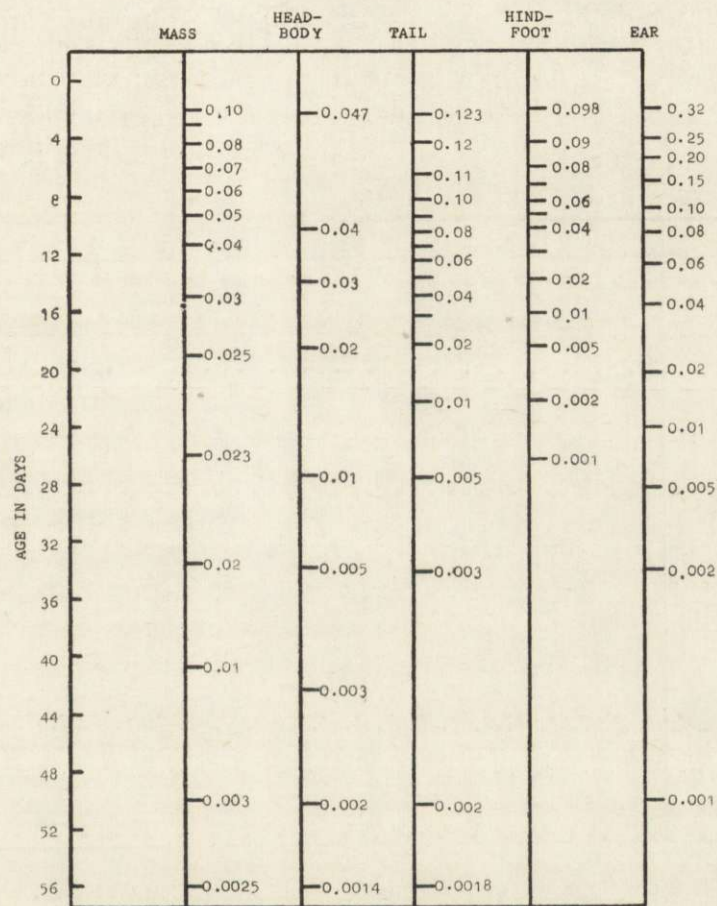 HEAD- HIND-
MASS BODY TAIL FOOT EAR
0
0.10 0.047 0.123 0.098 0.32
4 0.08 0.12 0.09 0.25
0.07 0.11 0.08 0.20
0.06 0.10 0.06 0.15
8 0.05 0.04 0.08 0.04 0.10
0.04 0.06 0.08
12 0.03 0.03 0.04 0.02 0.06
16 0.01 0.04
0.025 0.02 0.02 0.005
20 0.02
0.01 0.002
24 0.01
0.023 0.001
0.01 0.005
28 0.005
AGE IN DAYS
32
0.02 0.005 0.003 0.002
36
40
0.01
0.003
44
48
0.003 0.002 0.002 0.001
52
56 0.0025 0.0014 0.0018